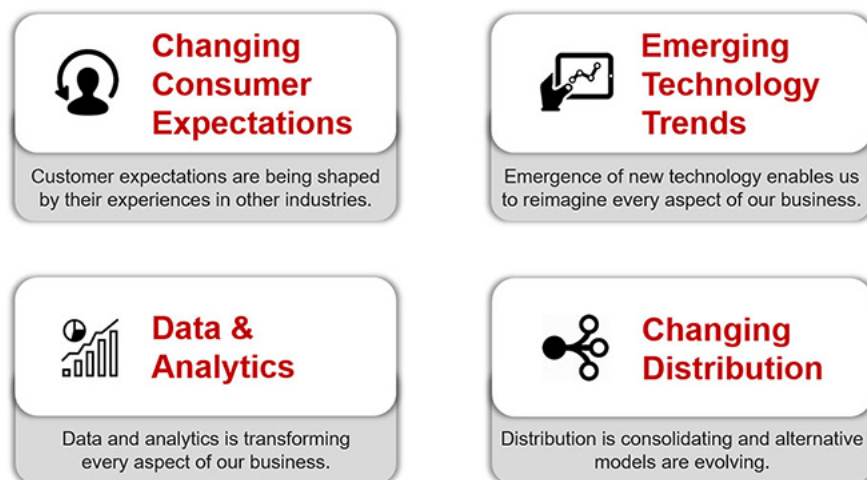 Changing
Consumer
Expectations
Customer expectations are being shaped
by their experiences in other industries.
Emerging
Technology
Trends
Emergence of new technology enables us
to reimagine every aspect of our business.
Data &
Analytics
Data and analytics is transforming
every aspect of our business.
Changing
Distribution
Distribution is consolidating and alternative
models are evolving.